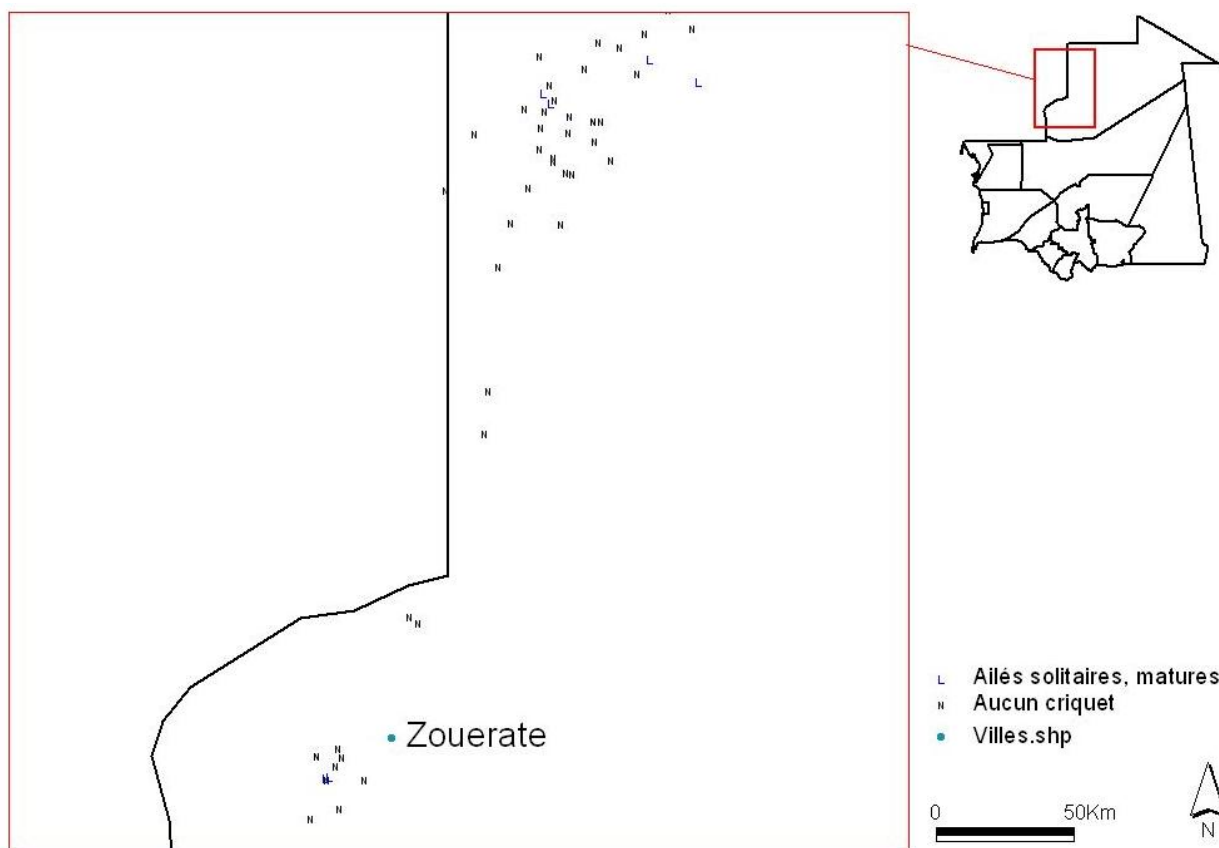 Zouerate
L Ailés solitaires, matures
N Aucun criquet
Villes.shp
0 50Km
N